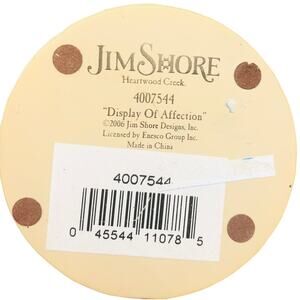 JIM SHORE
Heartwood Creek
4007544
"Display Of Affection"
©2006 Jim Shore Designs, Inc.
Licensed by Enesco Group Inc.
Made in China
4007544
0 45544 11078 5